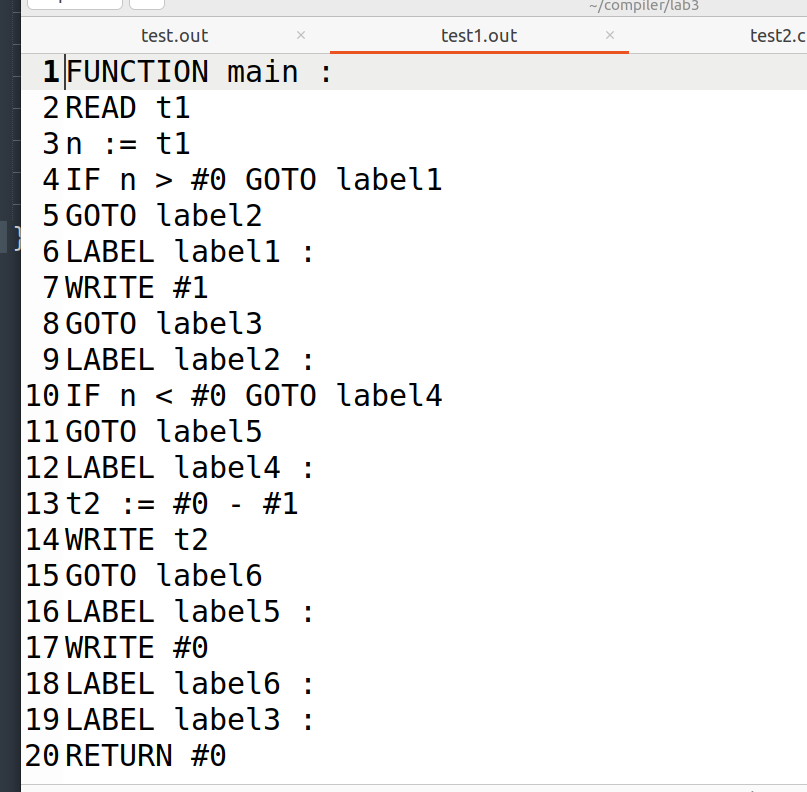 ~/compiler/lab3
test.out × test1.out × test2.c
1 FUNCTION main :
2 READ t1
3 n := t1
4 IF n > #0 GOTO label1
5 GOTO label2
6 LABEL label1 :
7 WRITE #1
8 GOTO label3
9 LABEL label2 :
10 IF n < #0 GOTO label4
11 GOTO label5
12 LABEL label4 :
13 t2 := #0 - #1
14 WRITE t2
15 GOTO label6
16 LABEL label5 :
17 WRITE #0
18 LABEL label6 :
19 LABEL label3 :
20 RETURN #0
}